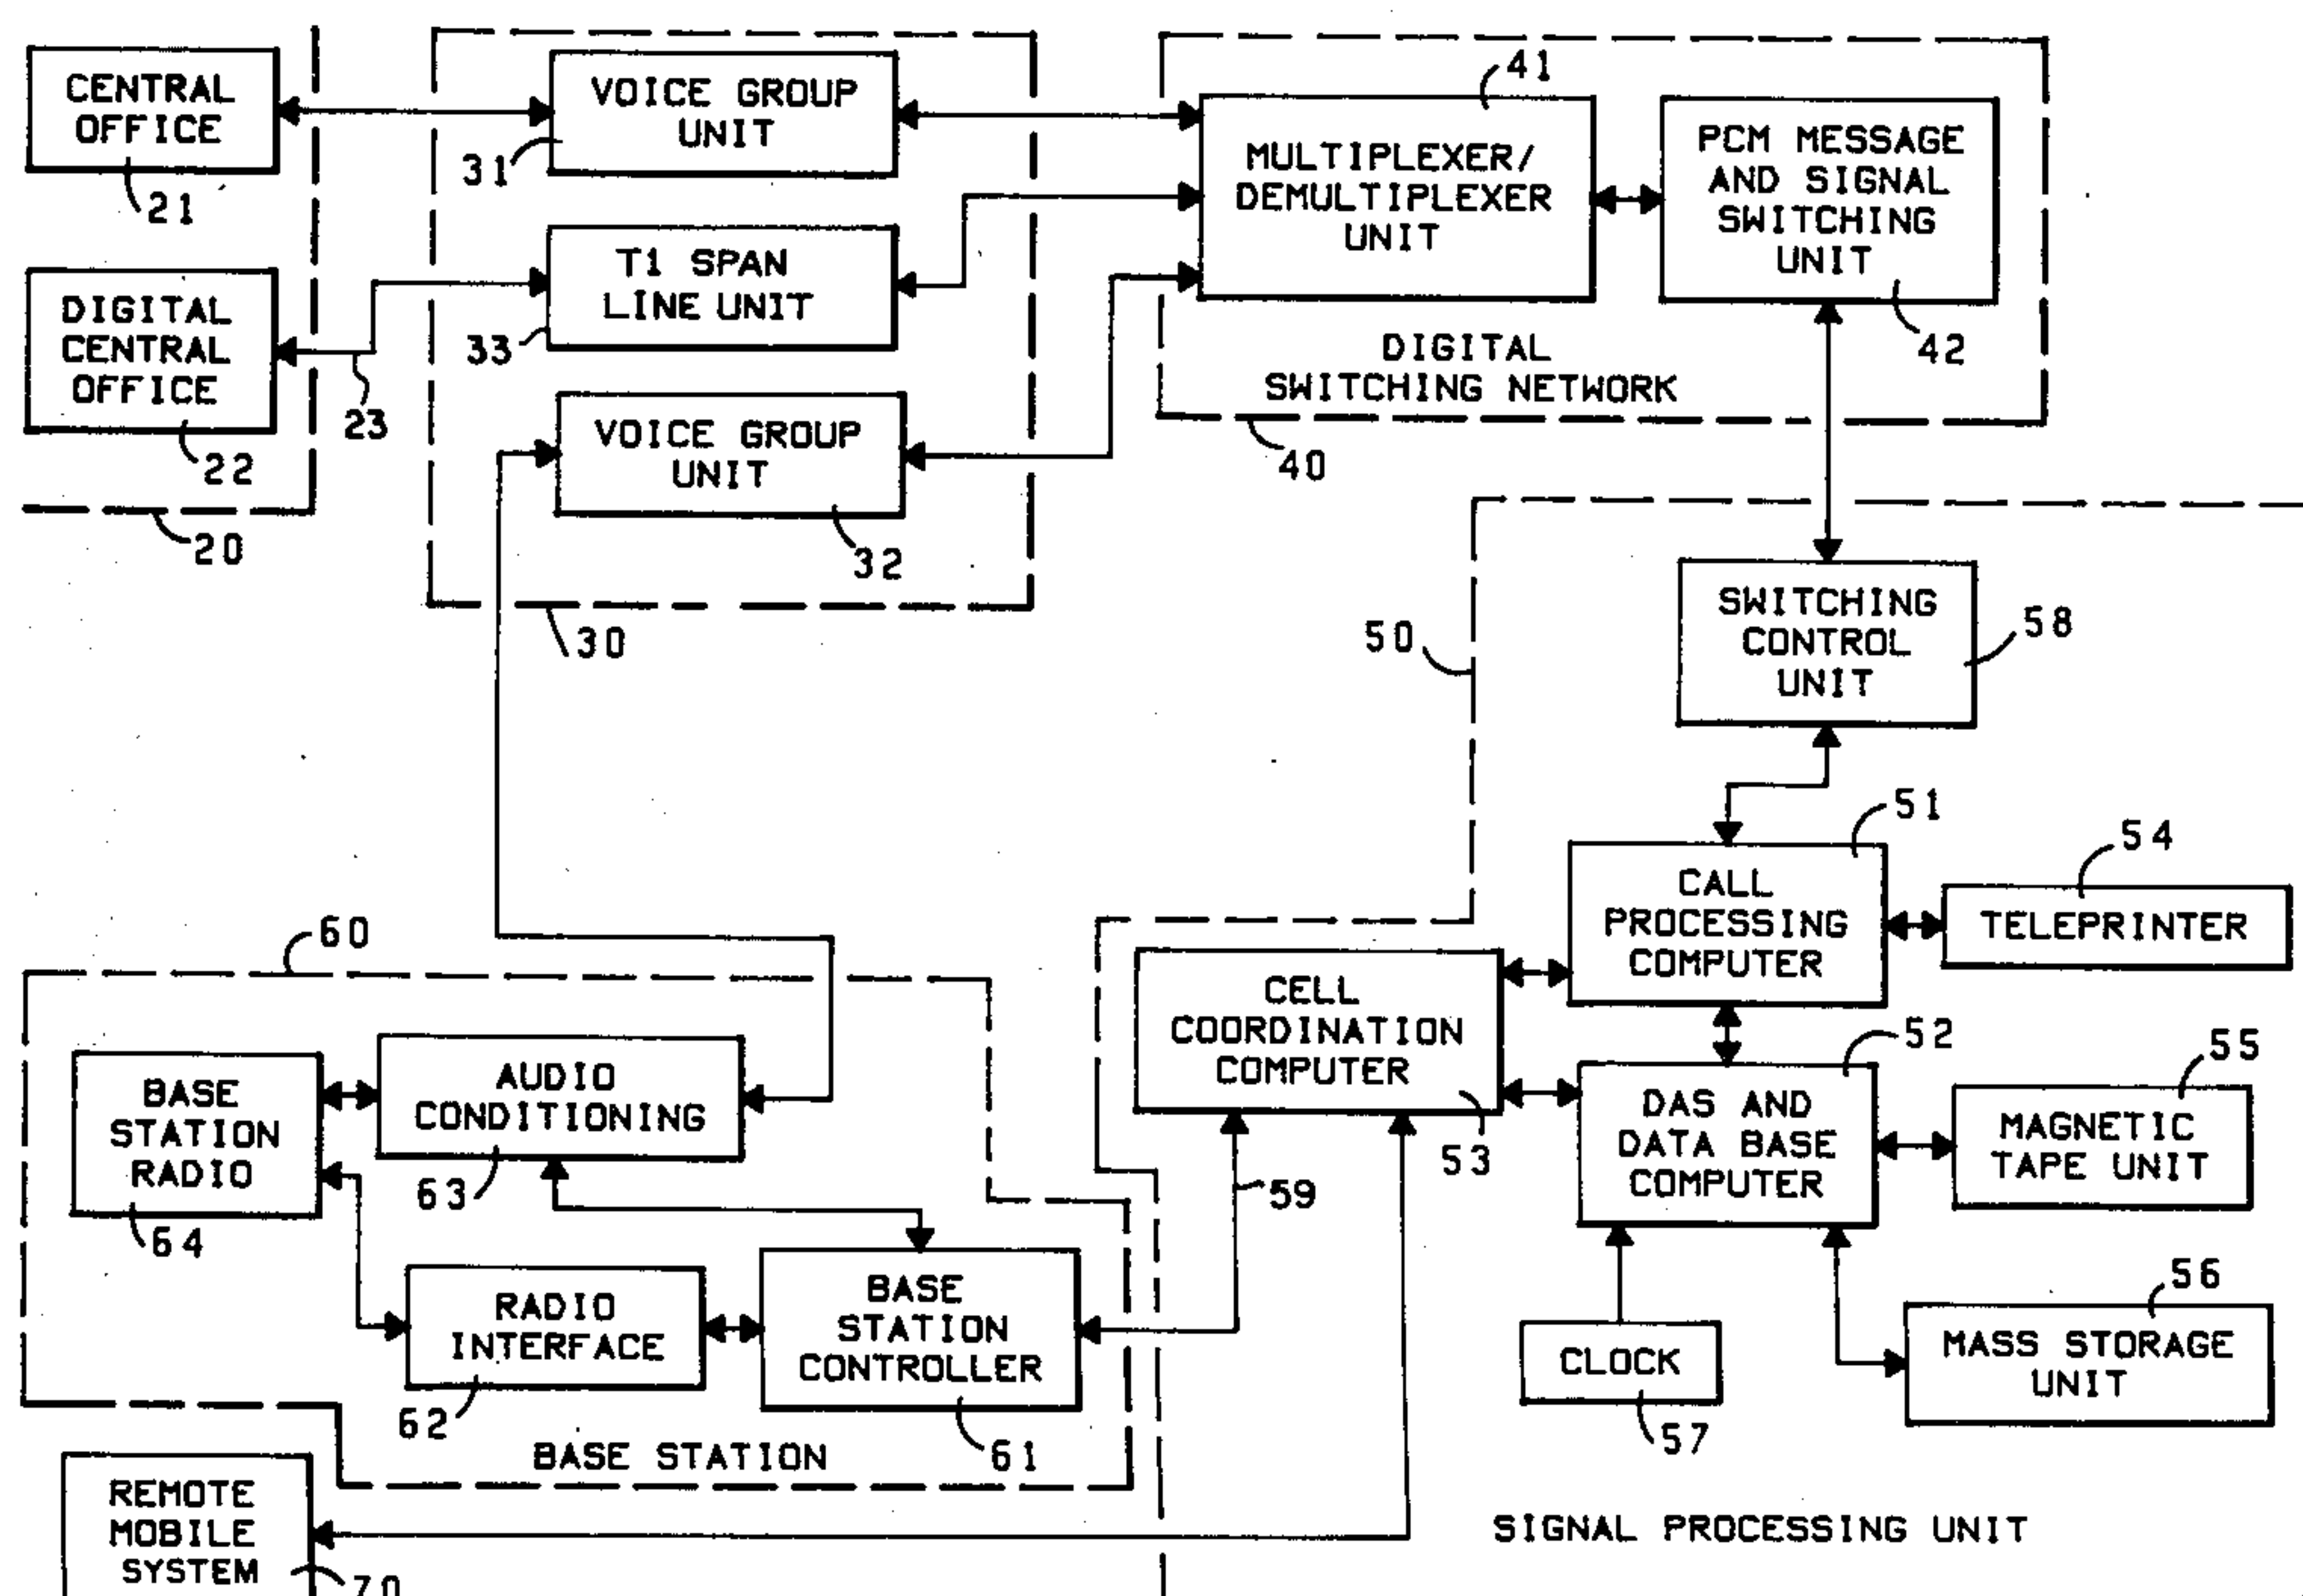 CENTRAL
OFFICE
21
DIGITAL
CENTRAL
OFFICE
22
23
20
VOICE GROUP
UNIT
31
T1 SPAN
LINE UNIT
33
VOICE GROUP
UNIT
32
30
41
MULTIPLEXER/
DEMULTIPLEXER
UNIT
PCM MESSAGE
AND SIGNAL
SWITCHING
UNIT
42
DIGITAL
SWITCHING NETWORK
40
50
SWITCHING
CONTROL
UNIT
58
51
CALL
PROCESSING
COMPUTER
54
TELEPRINTER
CELL
COORDINATION
COMPUTER
53
52
DAS AND
DATA BASE
COMPUTER
55
MAGNETIC
TAPE UNIT
59
56
MASS STORAGE
UNIT
CLOCK
57
SIGNAL PROCESSING UNIT
60
BASE
STATION
RADIO
64
AUDIO
CONDITIONING
63
RADIO
INTERFACE
62
BASE
STATION
CONTROLLER
61
BASE STATION
REMOTE
MOBILE
SYSTEM
70